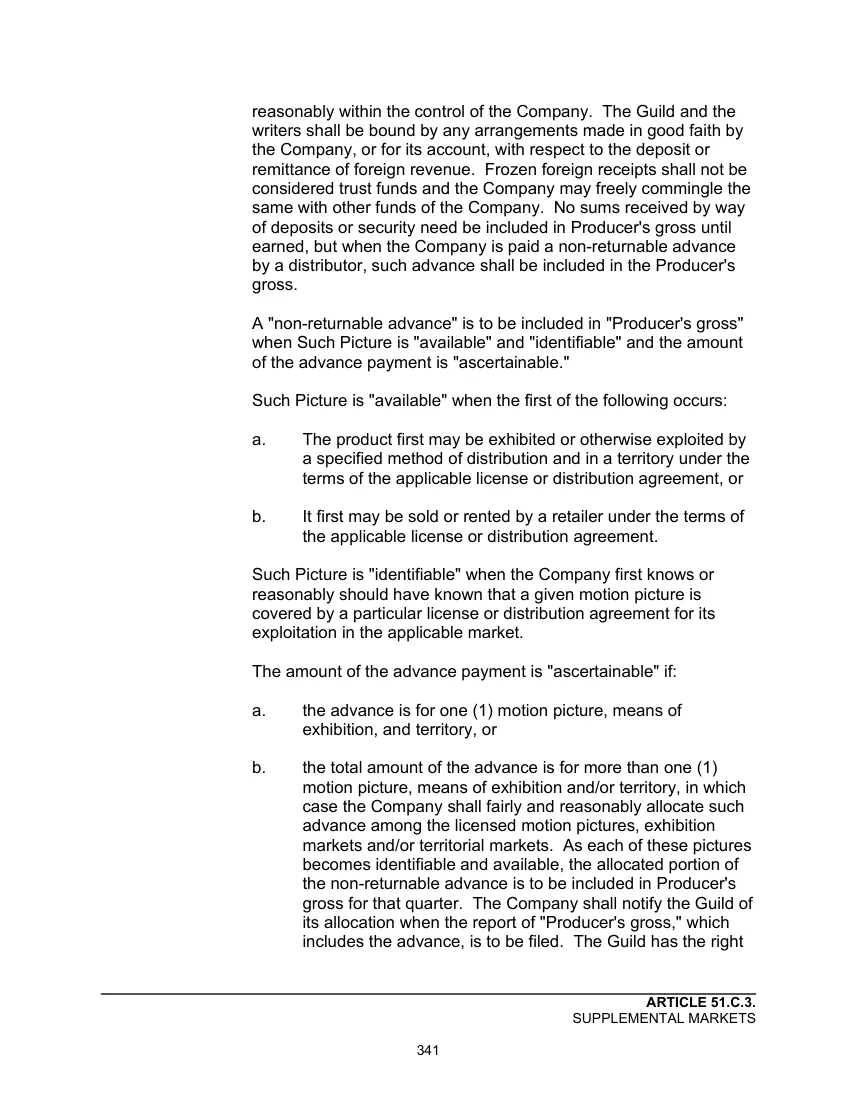 reasonably within the control of the Company.  The Guild and the
writers shall be bound by any arrangements made in good faith by
the Company, or for its account, with respect to the deposit or
remittance of foreign revenue.  Frozen foreign receipts shall not be
considered trust funds and the Company may freely commingle the
same with other funds of the Company.  No sums received by way
of deposits or security need be included in Producer's gross until
earned, but when the Company is paid a non-returnable advance
by a distributor, such advance shall be included in the Producer's
gross.
A "non-returnable advance" is to be included in "Producer's gross"
when Such Picture is "available" and "identifiable" and the amount
of the advance payment is "ascertainable."
Such Picture is "available" when the first of the following occurs:
a. The product first may be exhibited or otherwise exploited by
a specified method of distribution and in a territory under the
terms of the applicable license or distribution agreement, or
b. It first may be sold or rented by a retailer under the terms of
the applicable license or distribution agreement.
Such Picture is "identifiable" when the Company first knows or
reasonably should have known that a given motion picture is
covered by a particular license or distribution agreement for its
exploitation in the applicable market.
The amount of the advance payment is "ascertainable" if:
a. the advance is for one (1) motion picture, means of
exhibition, and territory, or
b. the total amount of the advance is for more than one (1)
motion picture, means of exhibition and/or territory, in which
case the Company shall fairly and reasonably allocate such
advance among the licensed motion pictures, exhibition
markets and/or territorial markets.  As each of these pictures
becomes identifiable and available, the allocated portion of
the non-returnable advance is to be included in Producer's
gross for that quarter.  The Company shall notify the Guild of
its allocation when the report of "Producer's gross," which
includes the advance, is to be filed.  The Guild has the right
ARTICLE 51.C.3.
SUPPLEMENTAL MARKETS
341